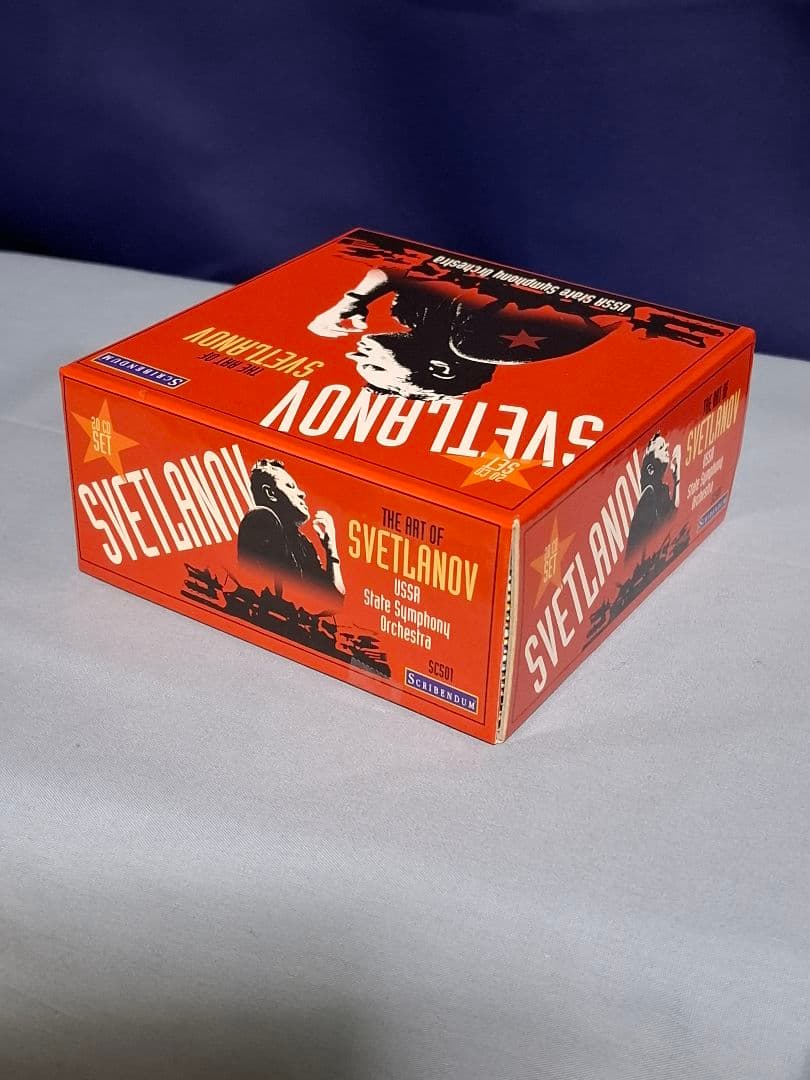 USSR State Symphony Orchestra
THE ART OF
SVETLANOV
SCRIBENDUM
SVETLANOV
20 CD
SET
20 CD
SET
SVETLANOV
THE ART OF
SVETLANOV
USSR
State Symphony
Orchestra
SC501
SCRIBENDUM
20 CD
SET
SVETLANOV
THE ART OF
SVETLANOV
USSR
State Symphony
Orchestra
SCRIBENDUM